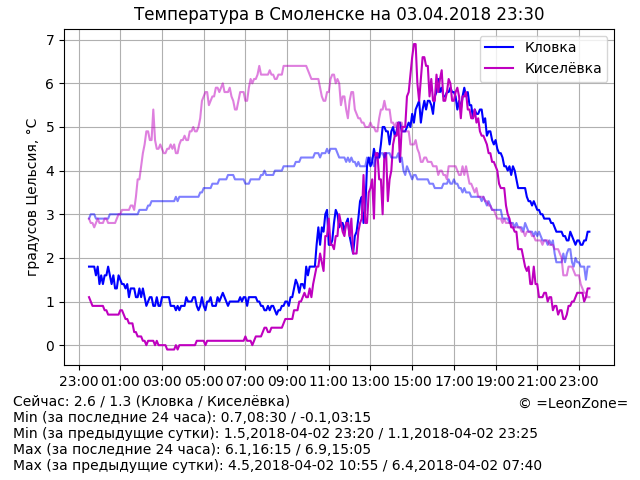 Температура в Смоленске на 03.04.2018 23:30
Кловка
Киселёвка
градусов Цельсия, °C
7
6
5
4
3
2
1
0
23:00 01:00 03:00 05:00 07:00 09:00 11:00 13:00 15:00 17:00 19:00 21:00 23:00
Сейчас: 2.6 / 1.3 (Кловка / Киселёвка)
© =LeonZone=
Min (за последние 24 часа): 0.7,08:30 / -0.1,03:15
Min (за предыдущие сутки): 1.5,2018-04-02 23:20 / 1.1,2018-04-02 23:25
Max (за последние 24 часа): 6.1,16:15 / 6.9,15:05
Max (за предыдущие сутки): 4.5,2018-04-02 10:55 / 6.4,2018-04-02 07:40